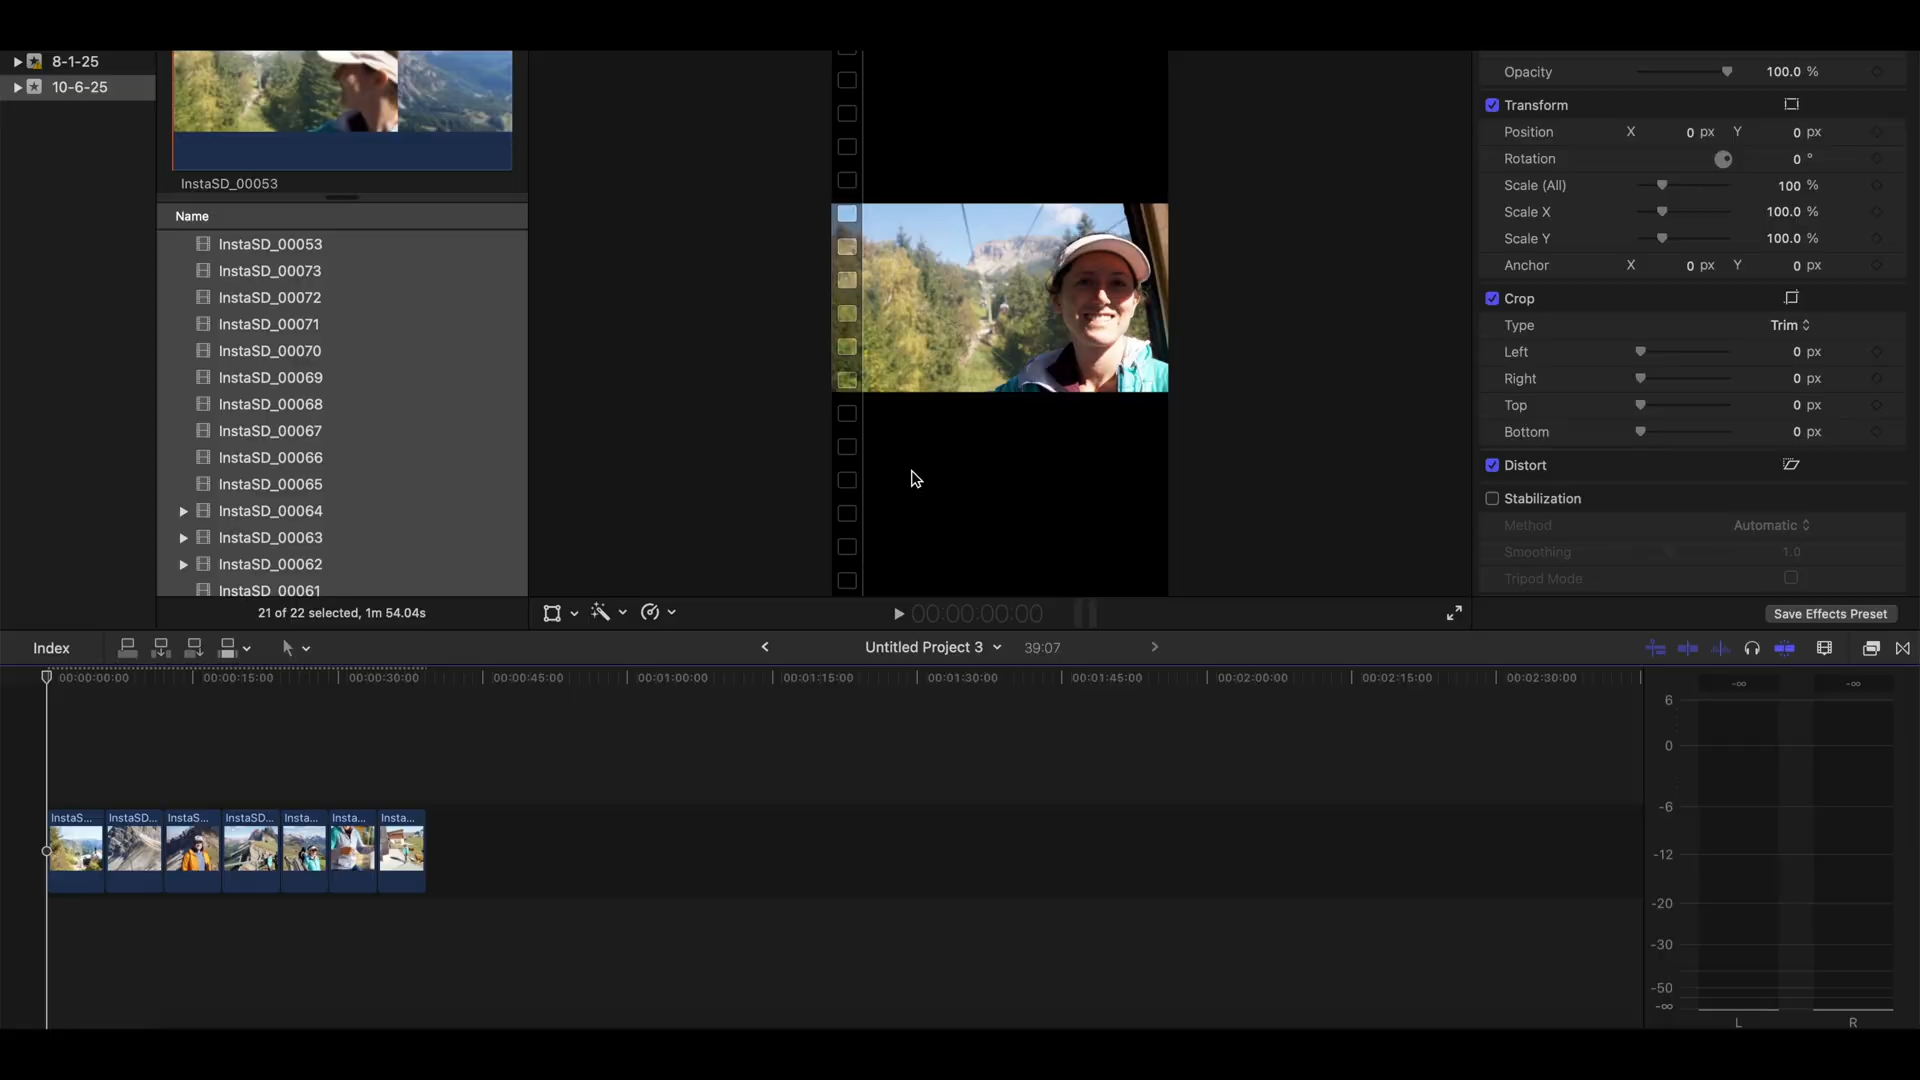 8-1-25
10-6-25
InstaSD_00053
Name
InstaSD_00053
InstaSD_00073
InstaSD_00072
InstaSD_00071
InstaSD_00070
InstaSD_00069
InstaSD_00068
InstaSD_00067
InstaSD_00066
InstaSD_00065
InstaSD_00064
InstaSD_00063
InstaSD_00062
InstaSD_00061
21 of 22 selected, 1m 54.04s
00:00:00:00
Opacity 100.0 %
Transform
Position X 0 px Y 0 px
Rotation 0 °
Scale (All) 100 %
Scale X 100.0 %
Scale Y 100.0 %
Anchor X 0 px Y 0 px
Crop
Type Trim
Left 0 px
Right 0 px
Top 0 px
Bottom 0 px
Distort
Stabilization
Method Automatic
Smoothing 1.0
Tripod Mode
Save Effects Preset
Index
Untitled Project 3 39:07
00:00:00:00 00:00:15:00 00:00:30:00 00:00:45:00 00:01:00:00 00:01:15:00 00:01:30:00 00:01:45:00 00:02:00:00 00:02:15:00 00:02:30:00
InstaS... InstaSD... InstaS... InstaSD... Insta... Insta... Insta...
-∞ -∞
6
0
-6
-12
-20
-30
-50
-∞
L R